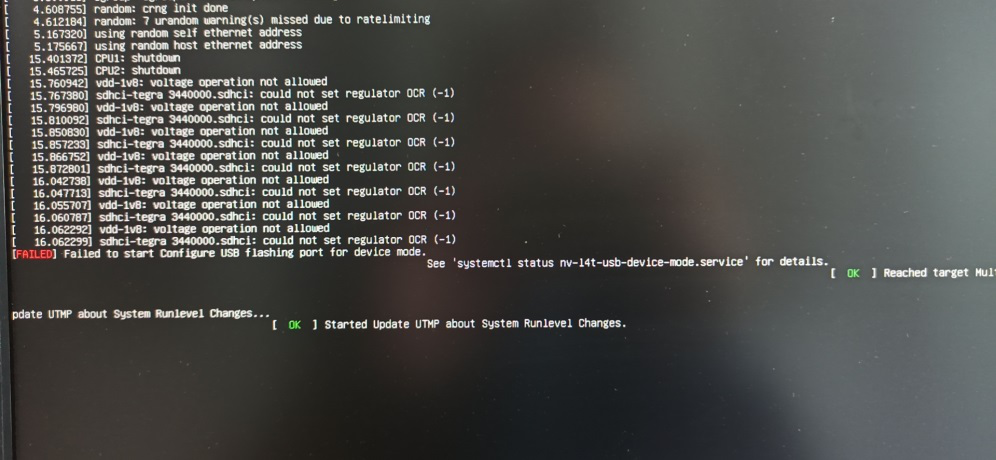 [    4.608755] random: crng init done
[    4.612184] random: 7 urandom warning(s) missed due to ratelimiting
[    5.167320] using random self ethernet address
[    5.175667] using random host ethernet address
[   15.401372] CPU1: shutdown
[   15.465725] CPU2: shutdown
[   15.760942] vdd-1v8: voltage operation not allowed
[   15.767380] sdhci-tegra 3440000.sdhci: could not set regulator OCR (-1)
[   15.796980] vdd-1v8: voltage operation not allowed
[   15.810092] sdhci-tegra 3440000.sdhci: could not set regulator OCR (-1)
[   15.850830] vdd-1v8: voltage operation not allowed
[   15.857233] sdhci-tegra 3440000.sdhci: could not set regulator OCR (-1)
[   15.866752] vdd-1v8: voltage operation not allowed
[   15.872801] sdhci-tegra 3440000.sdhci: could not set regulator OCR (-1)
[   16.042738] vdd-1v8: voltage operation not allowed
[   16.047713] sdhci-tegra 3440000.sdhci: could not set regulator OCR (-1)
[   16.055707] vdd-1v8: voltage operation not allowed
[   16.060787] sdhci-tegra 3440000.sdhci: could not set regulator OCR (-1)
[   16.062292] vdd-1v8: voltage operation not allowed
[   16.062299] sdhci-tegra 3440000.sdhci: could not set regulator OCR (-1)
[FAILED] Failed to start Configure USB flashing port for device mode.
See 'systemctl status nv-l4t-usb-device-mode.service' for details.
[  OK  ] Reached target Mul
pdate UTMP about System Runlevel Changes...
[  OK  ] Started Update UTMP about System Runlevel Changes.